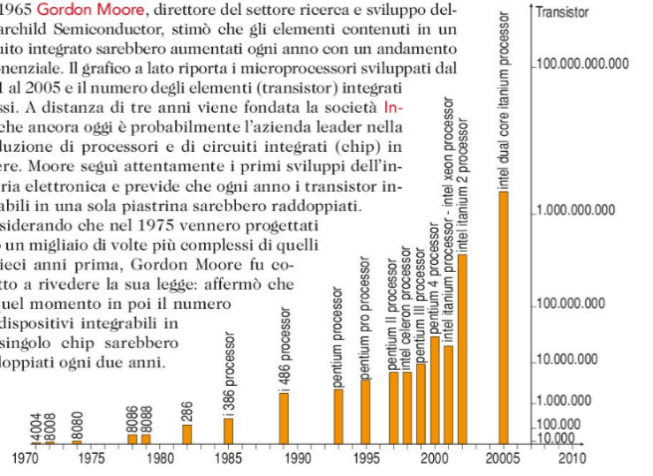 1965 Gordon Moore, direttore del settore ricerca e sviluppo del-
archild Semiconductor, stimò che gli elementi contenuti in un
uito integrato sarebbero aumentati ogni anno con un andamento
onenziale. Il grafico a lato riporta i microprocessori sviluppati dal
1 al 2005 e il numero degli elementi (transistor) integrati
ssi. A distanza di tre anni viene fondata la società In-
che ancora oggi è probabilmente l'azienda leader nella
duzione di processori e di circuiti integrati (chip) in
ere. Moore seguì attentamente i primi sviluppi dell'in-
ria elettronica e previde che ogni anno i transistor in-
abili in una sola piastrina sarebbero raddoppiati.
nsiderando che nel 1975 vennero progettati
o un migliaio di volte più complessi di quelli
ieci anni prima, Gordon Moore fu co-
tto a rivedere la sua legge: affermò che
uel momento in poi il numero
dispositivi integrabili in
singolo chip sarebbero
doppiati ogni due anni.
Transistor
100.000.000.000
1.000.000.000
100.000.000
10.000.000
1.000.000
100.000
10.000
4004
8008
8080
8086
8088
286
i 386 processor
i 486 processor
pentium processor
pentium pro processor
pentium II processor
intel celeron processor
pentium III processor
pentium 4 processor
intel itanium processor - intel xeon processor
intel itanium 2 processor
intel dual core itanium processor
1970 1975 1980 1985 1990 1995 2000 20005 2010